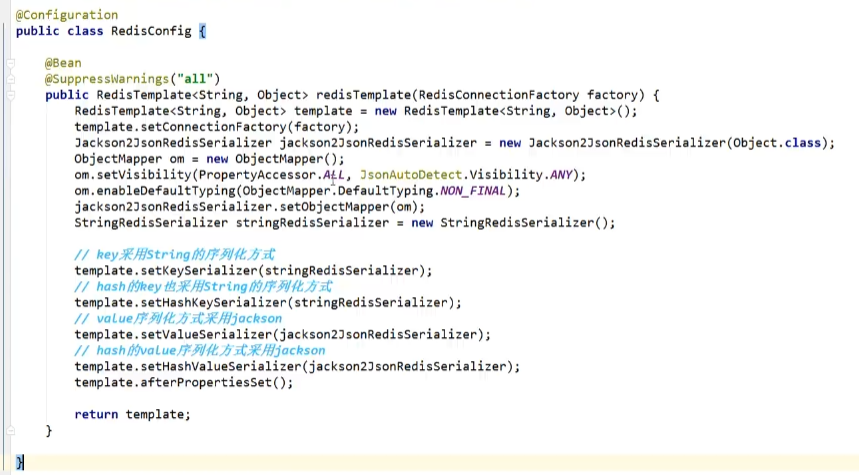 @Configuration
public class RedisConfig {
@Bean
@SuppressWarnings("all")
public RedisTemplate<String, Object> redisTemplate(RedisConnectionFactory factory) {
RedisTemplate<String, Object> template = new RedisTemplate<String, Object>();
template.setConnectionFactory(factory);
Jackson2JsonRedisSerializer jackson2JsonRedisSerializer = new Jackson2JsonRedisSerializer(Object.class);
ObjectMapper om = new ObjectMapper();
om.setVisibility(PropertyAccessor.ALL, JsonAutoDetect.Visibility.ANY);
om.enableDefaultTyping(ObjectMapper.DefaultTyping.NON_FINAL);
jackson2JsonRedisSerializer.setObjectMapper(om);
StringRedisSerializer stringRedisSerializer = new StringRedisSerializer();
// key采用String的序列化方式
template.setKeySerializer(stringRedisSerializer);
// hash的key也采用String的序列化方式
template.setHashKeySerializer(stringRedisSerializer);
// value序列化方式采用jackson
template.setValueSerializer(jackson2JsonRedisSerializer);
// hash的value序列化方式采用jackson
template.setHashValueSerializer(jackson2JsonRedisSerializer);
template.afterPropertiesSet();
return template;
}
}